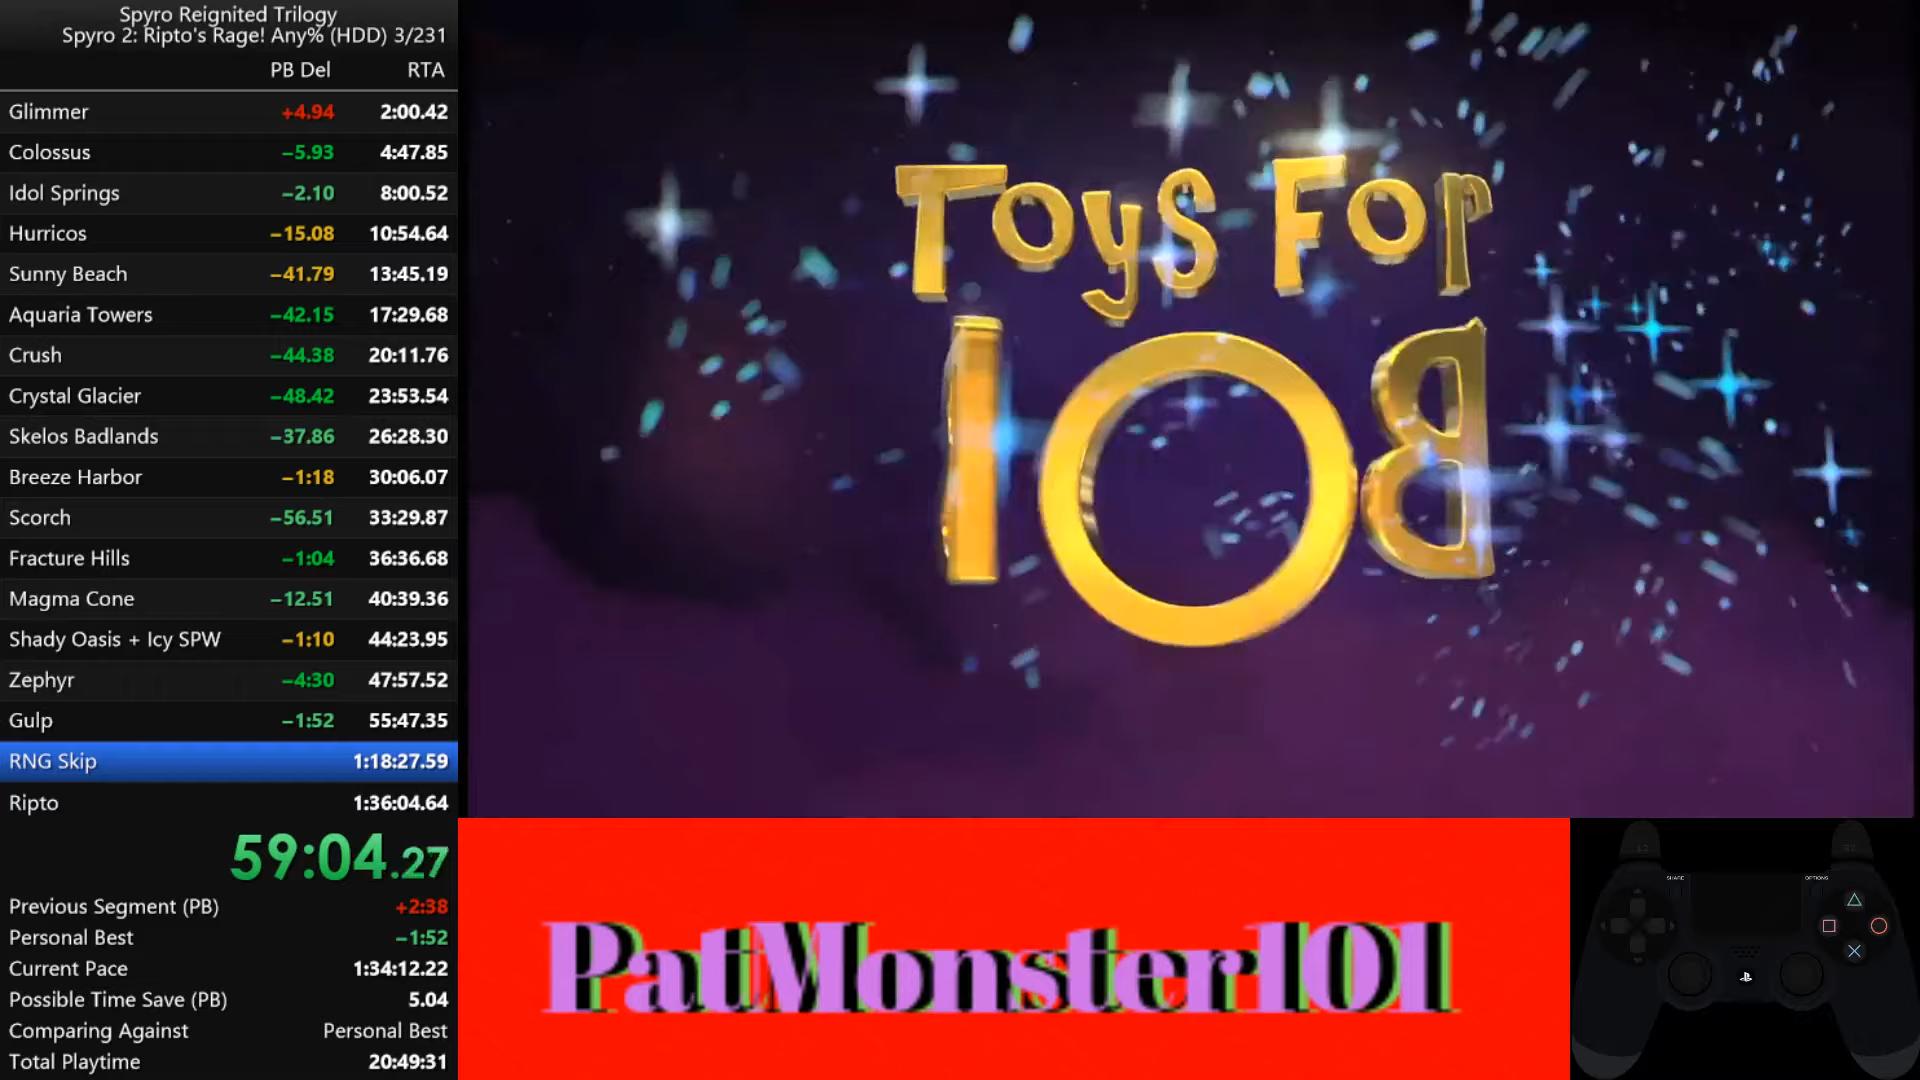 Spyro Reignited Trilogy
Spyro 2: Ripto's Rage! Any% (HDD) 3/231
PB Del RTA
Glimmer +4.94 2:00.42
Colossus −5.93 4:47.85
Idol Springs −2.10 8:00.52
Hurricos −15.08 10:54.64
Sunny Beach −41.79 13:45.19
Aquaria Towers −42.15 17:29.68
Crush −44.38 20:11.76
Crystal Glacier −48.42 23:53.54
Skelos Badlands −37.86 26:28.30
Breeze Harbor −1:18 30:06.07
Scorch −56.51 33:29.87
Fracture Hills −1:04 36:36.68
Magma Cone −12.51 40:39.36
Shady Oasis + Icy SPW −1:10 44:23.95
Zephyr −4:30 47:57.52
Gulp −1:52 55:47.35
RNG Skip 1:18:27.59
Ripto 1:36:04.64
59:04.27
Previous Segment (PB) +2:38
Personal Best −1:52
Current Pace 1:34:12.22
Possible Time Save (PB) 5.04
Comparing Against Personal Best
Total Playtime 20:49:31
Toys For
BOB
PatMonster101
SHARE OPTIONS